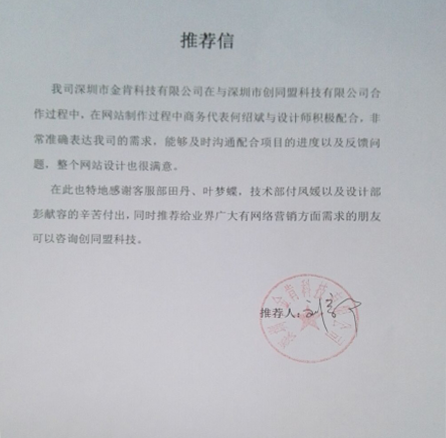 推荐信
我司深圳市金肯科技有限公司在与深圳市创同盟科技有限公司合
作过程中，在网站制作过程中商务代表何绍斌与设计师积极配合，非
常准确表达我司的需求，能够及时沟通配合项目的进度以及反馈问
题，整个网站设计也很满意。
在此也特地感谢客服部田丹、叶梦蝶，技术部付凤媛以及设计部
彭献容的辛苦付出，同时推荐给业界广大有网络营销方面需求的朋友
可以咨询创同盟科技。
推荐人：